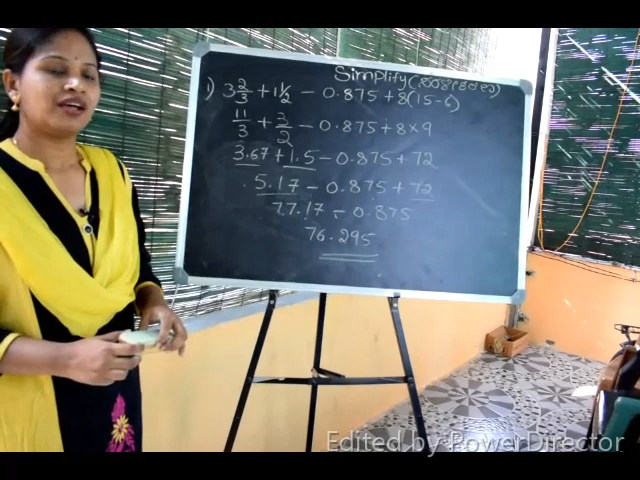 Simplify
1) 3 2/3 + 1 1/2 - 0.875 + 8(15-6)
11/3 + 3/2 - 0.875 + 8×9
3.67 + 1.5 - 0.875 + 72
5.17 - 0.875 + 72
77.17 - 0.875
76.295
Edited by PowerDirector